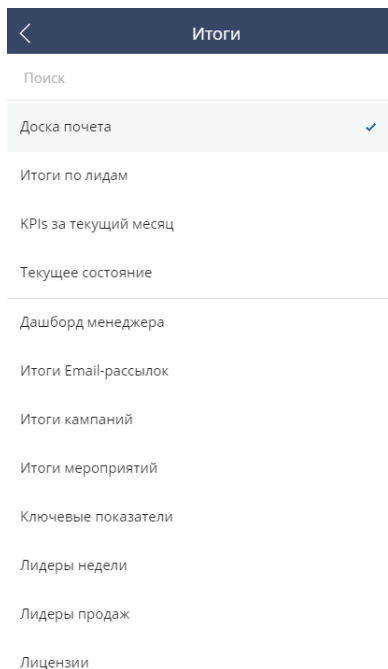 Итоги
Поиск
Доска почета
Итоги по лидам
KPIs за текущий месяц
Текущее состояние
Дашборд менеджера
Итоги Email-рассылок
Итоги кампаний
Итоги мероприятий
Ключевые показатели
Лидеры недели
Лидеры продаж
Лицензии